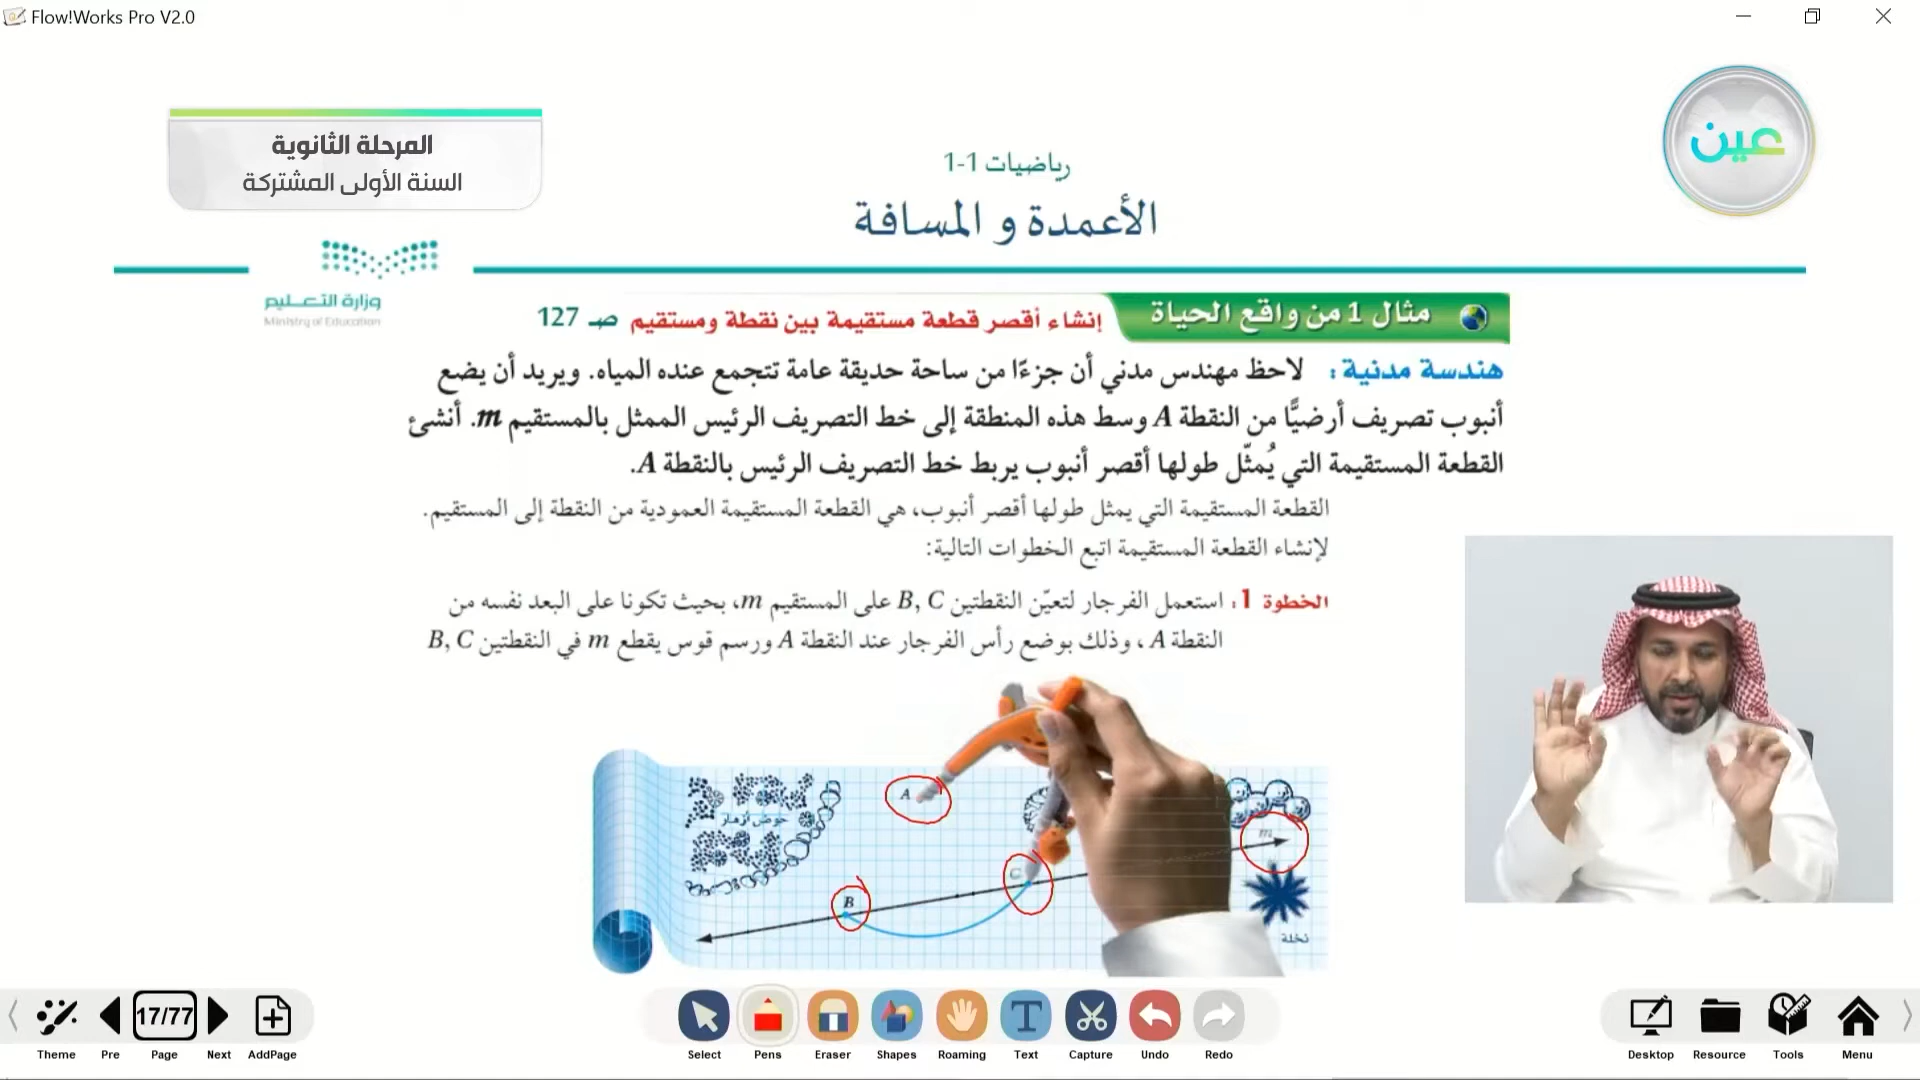 Flow!Works Pro V2.0
المرحلة الثانوية
السنة الأولى المشتركة
رياضيات 1-1
الأعمدة و المسافة
عين
وزارة التعليم
Ministry of Education
مثال 1 من واقع الحياة
إنشاء أقصر قطعة مستقيمة بين نقطة ومستقيم صـ 127
هندسة مدنية: لاحظ مهندس مدني أن جزءًا من ساحة حديقة عامة تتجمع عنده المياه. ويريد أن يضع
أنبوب تصريف أرضيًّا من النقطة A وسط هذه المنطقة إلى خط التصريف الرئيس الممثل بالمستقيم m. أنشئ
القطعة المستقيمة التي يُمثّل طولها أقصر أنبوب يربط خط التصريف الرئيس بالنقطة A.
القطعة المستقيمة التي يمثل طولها أقصر أنبوب، هي القطعة المستقيمة العمودية من النقطة إلى المستقيم.
لإنشاء القطعة المستقيمة اتبع الخطوات التالية:
الخطوة 1: استعمل الفرجار لتعيّن النقطتين B, C على المستقيم m، بحيث تكونا على البعد نفسه من
النقطة A ، وذلك بوضع رأس الفرجار عند النقطة A ورسم قوس يقطع m في النقطتين B, C
A
حوض أزهار
m
C
B
نخلة
17/77
Theme Pre Page Next AddPage
Select Pens Eraser Shapes Roaming Text Capture Undo Redo
Desktop Resource Tools Menu